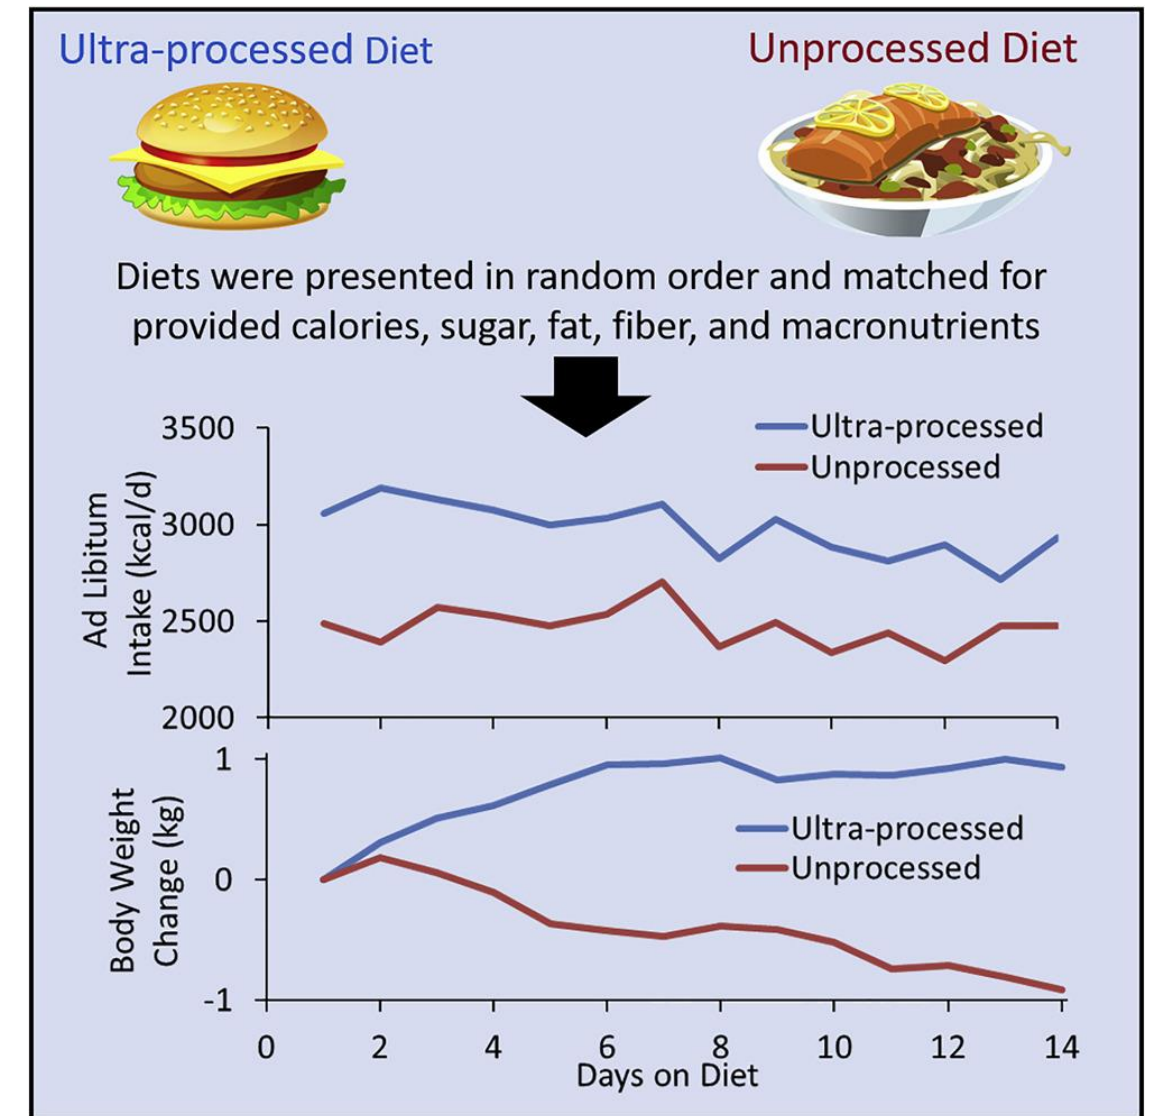 Ultra-processed Diet
Unprocessed Diet
Diets were presented in random order and matched for
provided calories, sugar, fat, fiber, and macronutrients
Ad Libitum
Intake (kcal/d)
3500
3000
2500
2000
Ultra-processed
Unprocessed
Body Weight
Change (kg)
1
0
-1
Ultra-processed
Unprocessed
0 2 4 6 8 10 12 14
Days on Diet